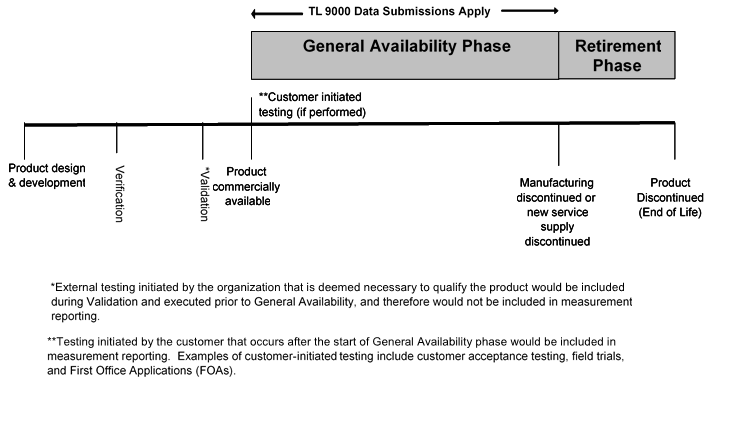 TL 9000 Data Submissions Apply
General Availability Phase
Retirement
Phase
**Customer initiated
testing (if performed)
Product design
& development
Verification
*Validation
Product
commercially
available
Manufacturing
discontinued or
new service
supply
discontinued
Product
Discontinued
(End of Life)
*External testing initiated by the organization that is deemed necessary to qualify the product would be included
during Validation and executed prior to General Availability, and therefore would not be included in measurement
reporting.
**Testing initiated by the customer that occurs after the start of General Availability phase would be included in
measurement reporting.  Examples of customer-initiated testing include customer acceptance testing, field trials,
and First Office Applications (FOAs).